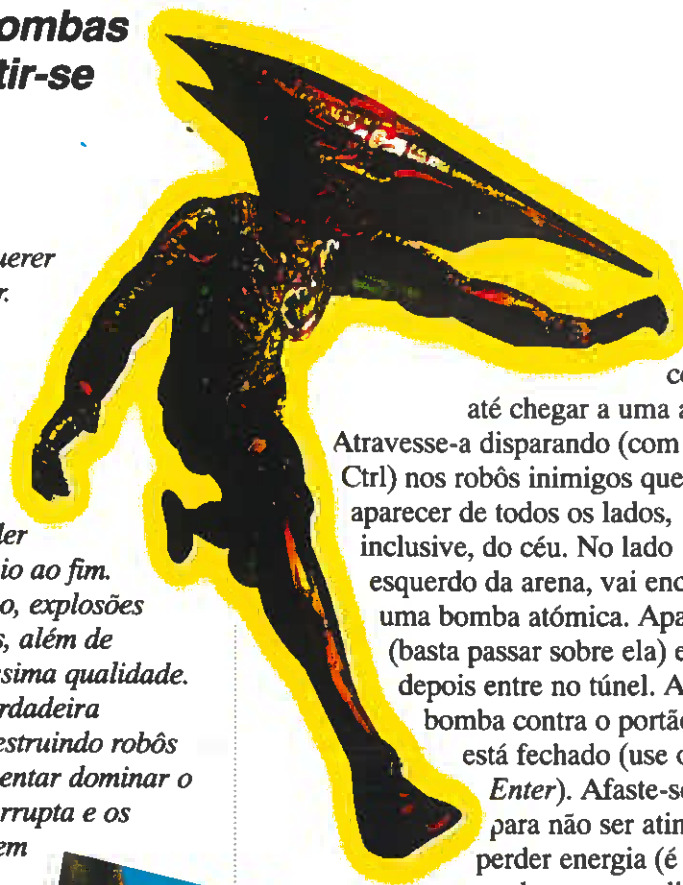 ombas
tir-se
uerer
r.
ler
io ao fim.
o, explosões
s, além de
ssima qualidade.
rdadeira
estruindo robôs
entar dominar o
rrupta e os
em
até chegar a uma a
Atravesse-a disparando (com
Ctrl) nos robôs inimigos que
aparecer de todos os lados,
inclusive, do céu. No lado
esquerdo da arena, vai enc
uma bomba atómica. Apa
(basta passar sobre ela) e
depois entre no túnel. A
bomba contra o portão
está fechado (use o
Enter). Afaste-se
para não ser atin
perder energia (é